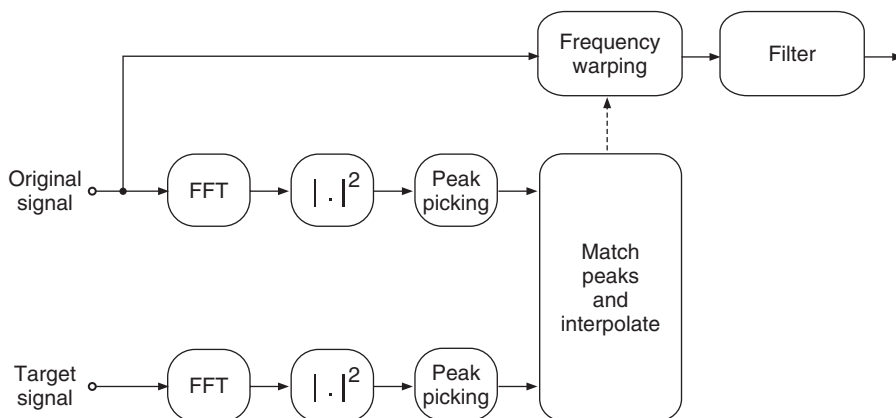 Frequency
warping
Filter
Original
signal
FFT
| . |²
Peak
picking
Match
peaks
and
interpolate
Target
signal
FFT
| . |²
Peak
picking